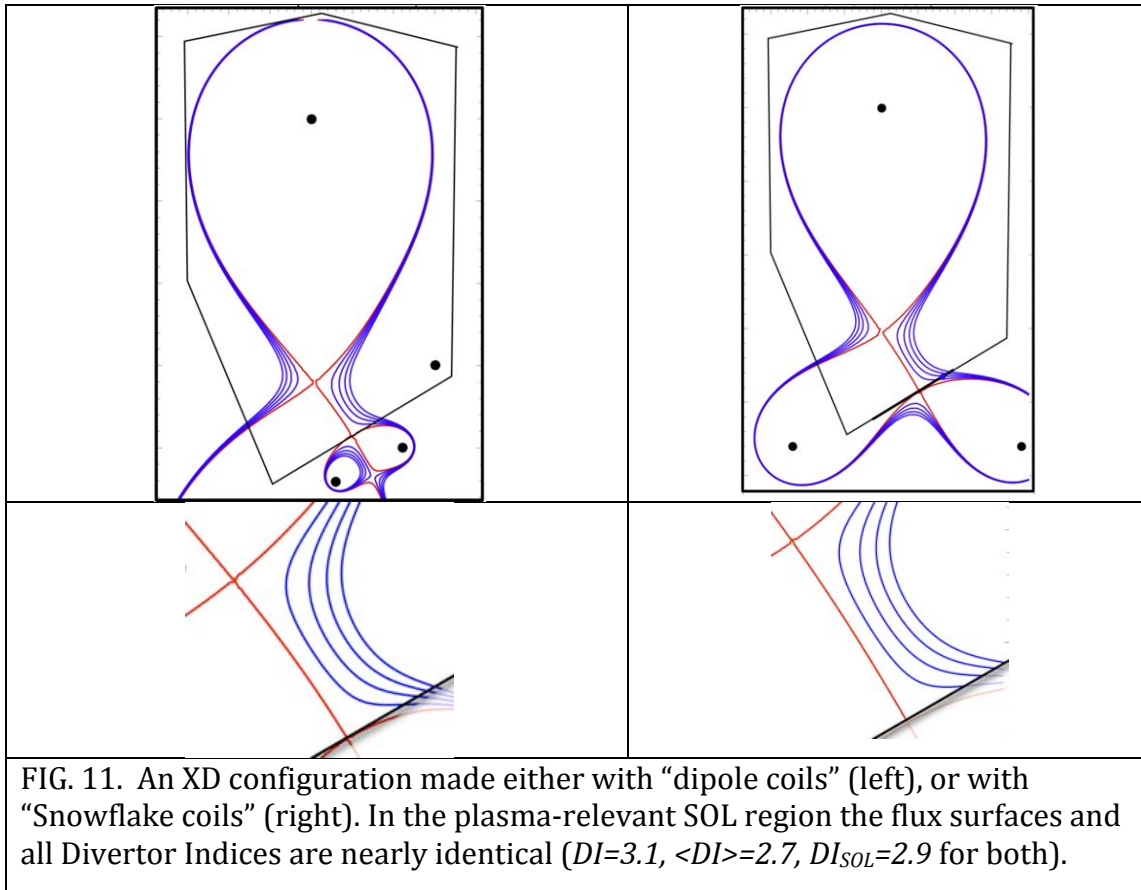 FIG. 11. An XD configuration made either with “dipole coils” (left), or with
“Snowflake coils” (right). In the plasma-relevant SOL region the flux surfaces and
all Divertor Indices are nearly identical (DI=3.1, <DI>=2.7, DISOL=2.9 for both).